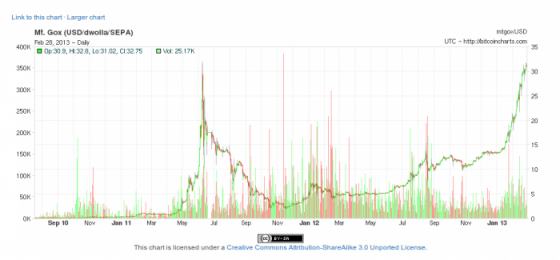 Link to this chart · Larger chart
Mt. Gox (USD/dwolla/SEPA)
mtgoxUSD
Feb 28, 2013 – Daily
UTC – http://bitcoincharts.com
Op:30.9, Hi:32.8, Lo:31.02, Cl:32.75 Vol: 25.17K
400K 35
350K 30
300K 25
250K
200K 20
150K 15
100K 10
50K 5
0K 0
Sep 10 Nov Jan 11 Mar May Jul Sep Nov Jan 12 Mar May Jul Sep Nov Jan 13
cc BY-SA
This chart is licensed under a Creative Commons Attribution-ShareAlike 3.0 Unported License.